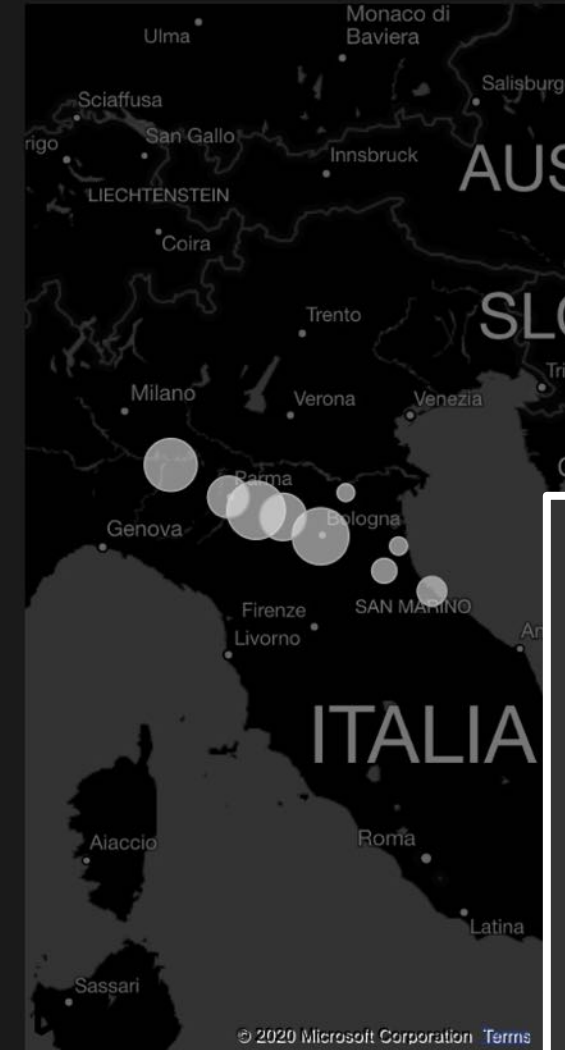 Monaco di
Baviera
Ulma
Salisburg
Sciaffusa
rigo
San Gallo
Innsbruck
AUS
LIECHTENSTEIN
Coira
Trento
SLO
Tri
Milano
Verona
Venezia
Parma
Bologna
Genova
Firenze
SAN MARINO
Livorno
An
ITALIA
Roma
Aiaccio
Latina
Sassari
© 2020 Microsoft Corporation Terms